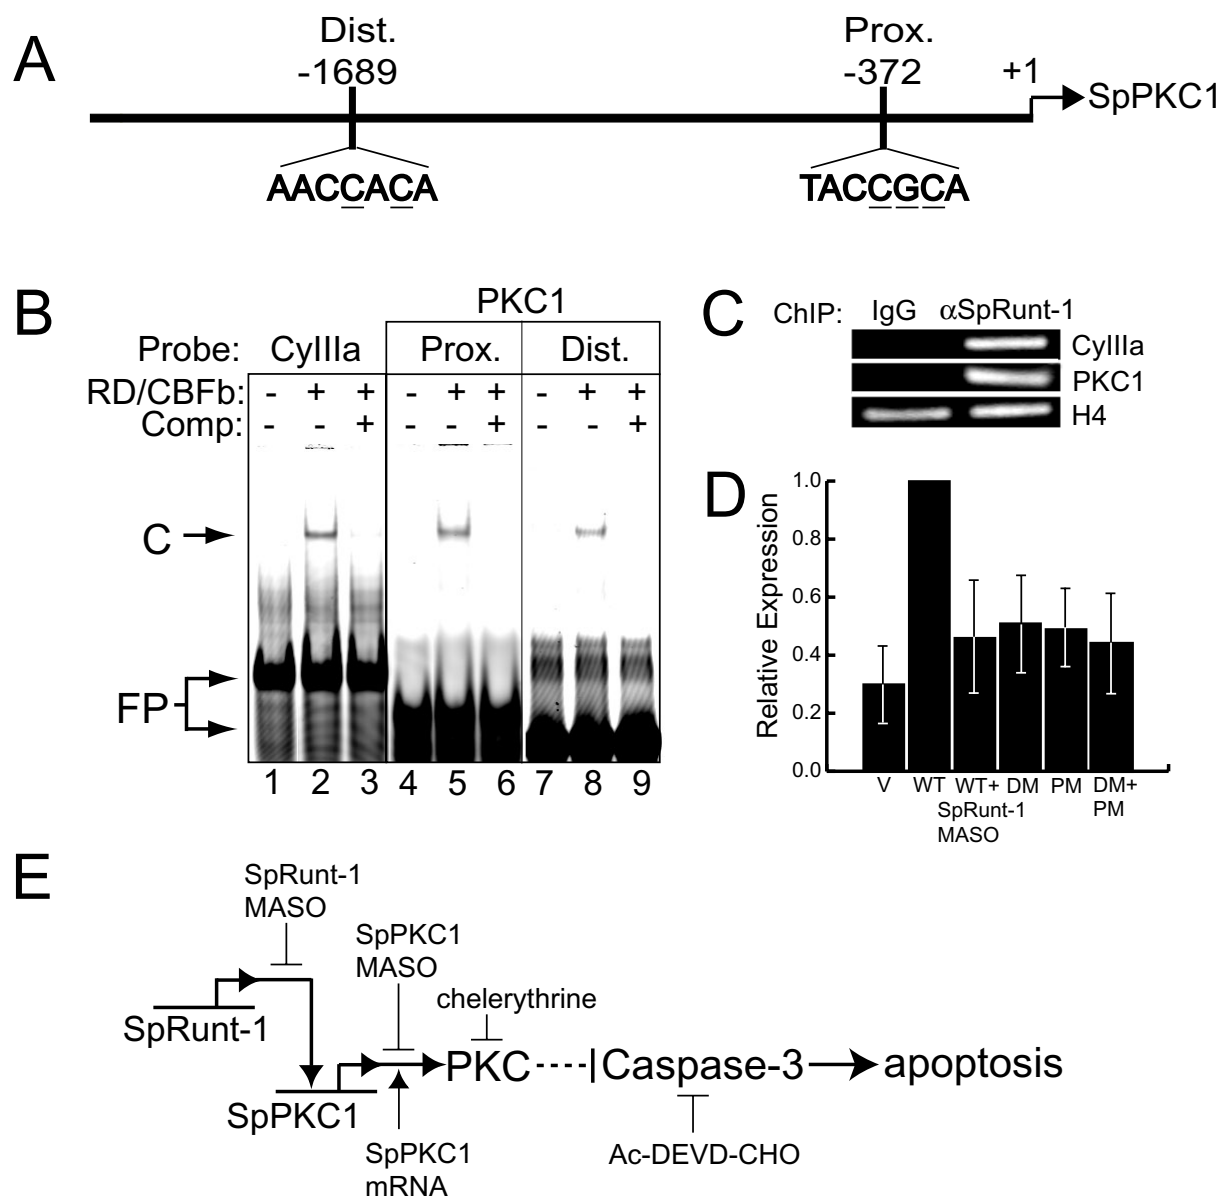 A
Dist.
-1689
Prox.
-372
+1
SpPKC1
AACCACA
TACCGCA
B
PKC1
Probe: CyIIIa Prox. Dist.
RD/CBFb: - + + - + + - + +
Comp: - - + - - + - - +
C
FP
1 2 3 4 5 6 7 8 9
C
ChIP: IgG αSpRunt-1
CyIIIa
PKC1
H4
D
Relative Expression
1.0
0.8
0.6
0.4
0.2
0.0
V WT WT+ DM PM DM+
SpRunt-1 PM
MASO
E
SpRunt-1
MASO
SpPKC1
MASO
chelerythrine
SpRunt-1
PKC Caspase-3 apoptosis
SpPKC1
SpPKC1
mRNA
Ac-DEVD-CHO